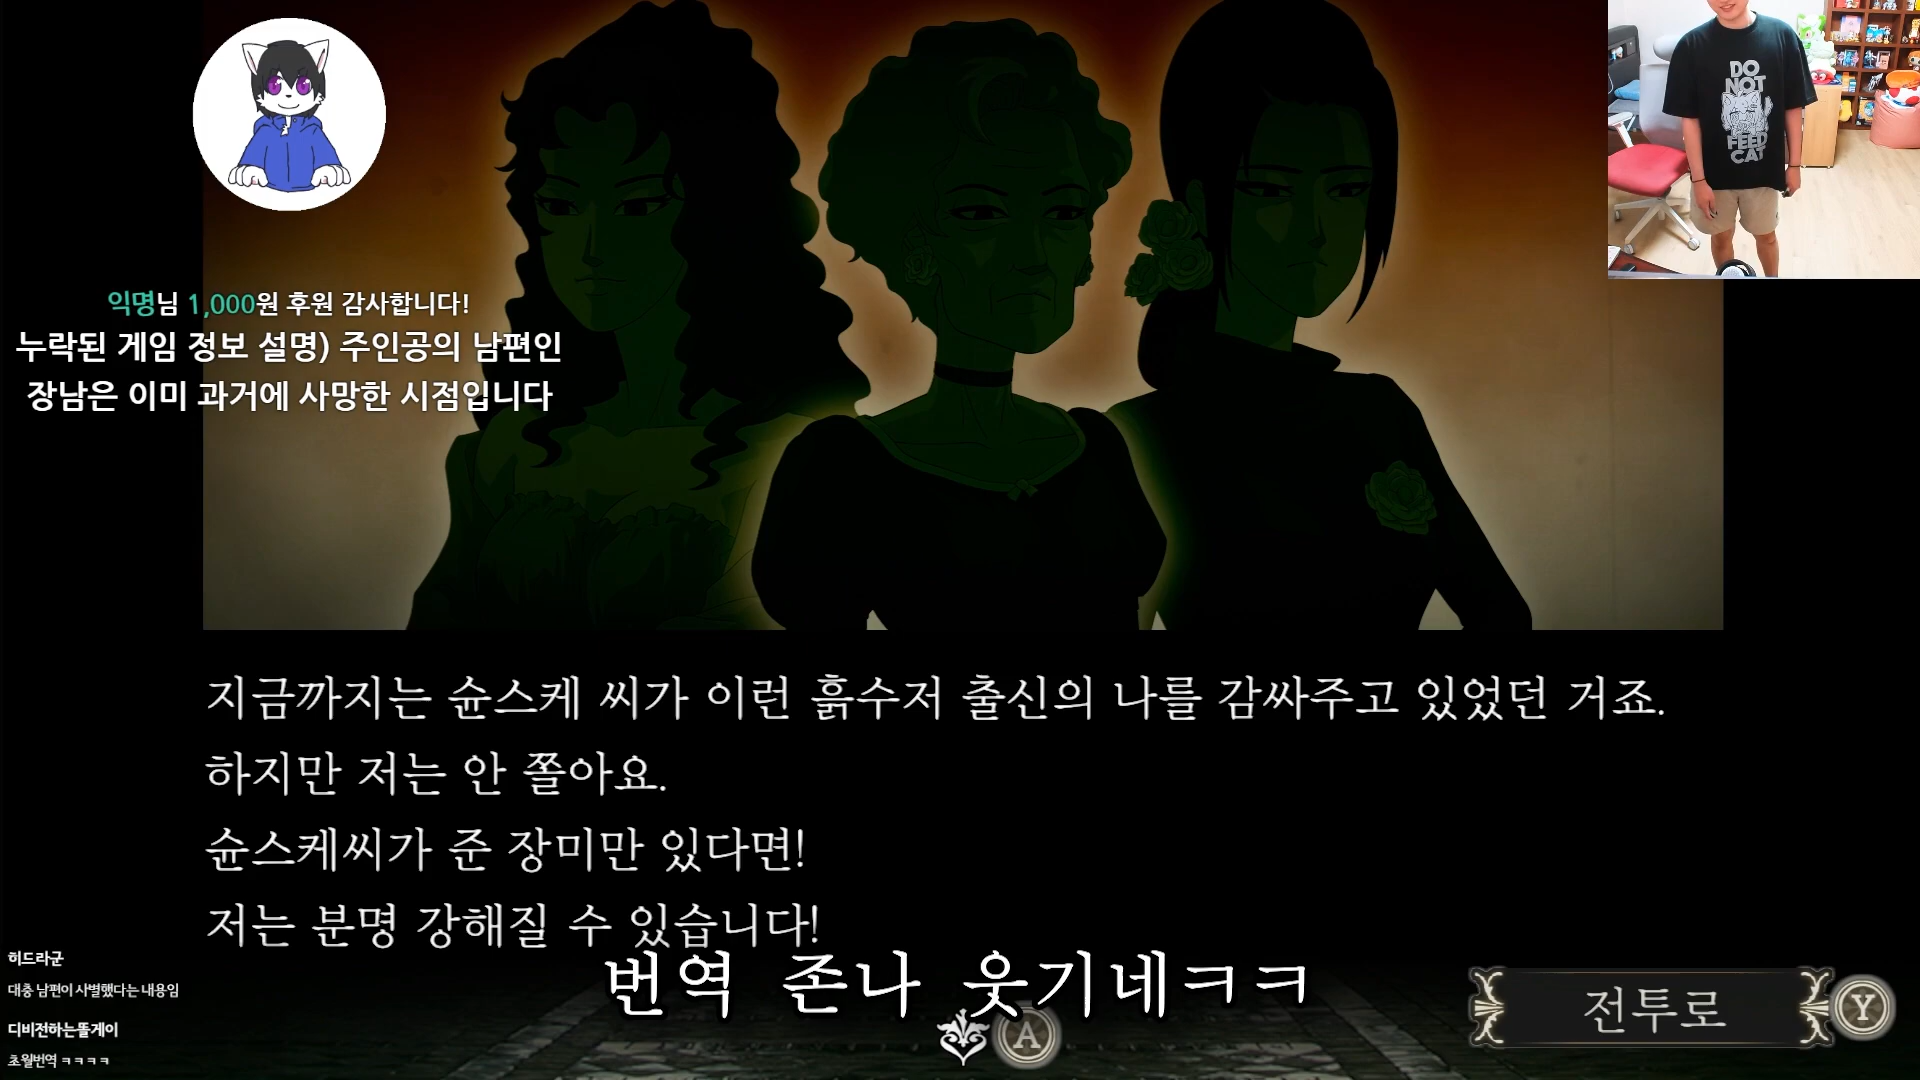 DO
NOT
FEED
CAT
익명님 1,000원 후원 감사합니다!
누락된 게임 정보 설명) 주인공의 남편인
장남은 이미 과거에 사망한 시점입니다
지금까지는 슌스케 씨가 이런 흙수저 출신의 나를 감싸주고 있었던 거죠.
하지만 저는 안 쫄아요.
슌스케씨가 준 장미만 있다면!
저는 분명 강해질 수 있습니다!
번역 존나 웃기네ㅋㅋ
히드라군
대충 남편이 사별했다는 내용임
디비전하는똘게이
초월번역 ㅋㅋㅋㅋ
A
전투로
Y